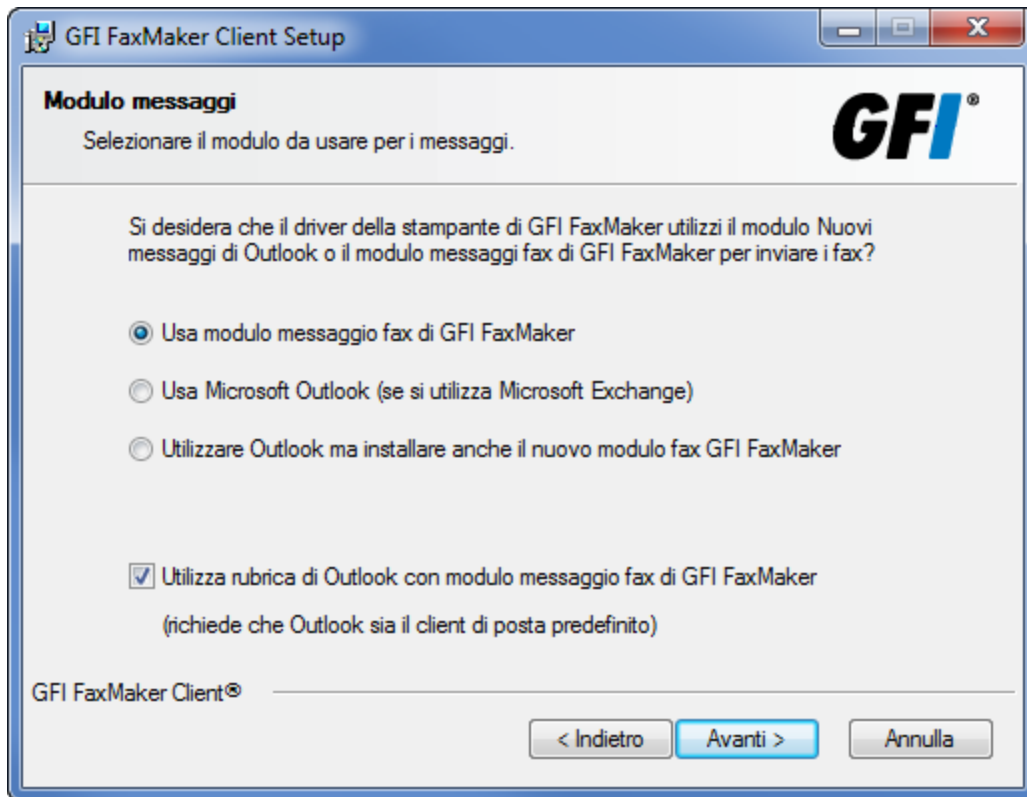 GFI FaxMaker Client Setup
Modulo messaggi
Selezionare il modulo da usare per i messaggi.
GFI®
Si desidera che il driver della stampante di GFI FaxMaker utilizzi il modulo Nuovi
messaggi di Outlook o il modulo messaggi fax di GFI FaxMaker per inviare i fax?
Usa modulo messaggio fax di GFI FaxMaker
Usa Microsoft Outlook (se si utilizza Microsoft Exchange)
Utilizzare Outlook ma installare anche il nuovo modulo fax GFI FaxMaker
Utilizza rubrica di Outlook con modulo messaggio fax di GFI FaxMaker
(richiede che Outlook sia il client di posta predefinito)
GFI FaxMaker Client®
< Indietro
Avanti >
Annulla